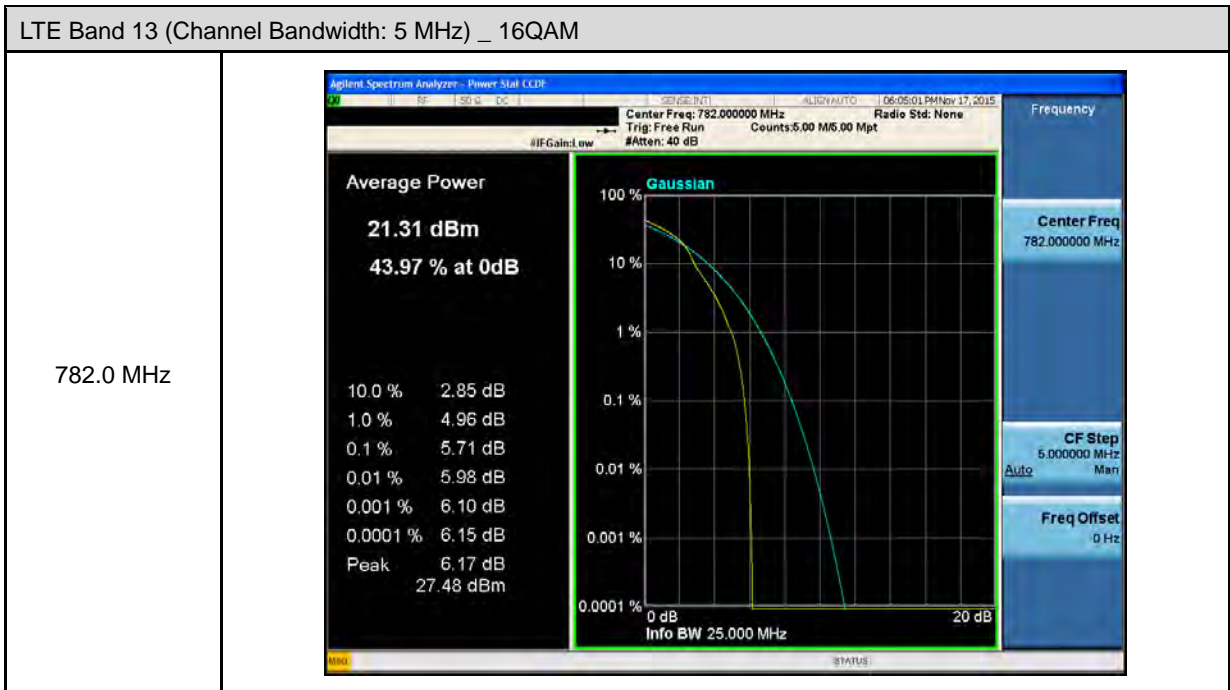 LTE Band 13 (Channel Bandwidth: 5 MHz) _ 16QAM
782.0 MHz
Agilent Spectrum Analyzer - Power Stat CCDF
RF 50 Ω DC SENSE:INT ALIGN AUTO 06:05:01 PM Nov 17, 2015
Center Freq: 782.000000 MHz Radio Std: None
Trig: Free Run Counts:5.00 M/5.00 Mpt
#IFGain:Low #Atten: 40 dB
Average Power
21.31 dBm
43.97 % at 0dB
10.0 % 2.85 dB
1.0 % 4.96 dB
0.1 % 5.71 dB
0.01 % 5.98 dB
0.001 % 6.10 dB
0.0001 % 6.15 dB
Peak 6.17 dB
27.48 dBm
Gaussian
100 %
10 %
1 %
0.1 %
0.01 %
0.001 %
0.0001 %
0 dB 20 dB
Info BW 25.000 MHz
Frequency
Center Freq
782.000000 MHz
CF Step
5.000000 MHz
Auto Man
Freq Offset
0 Hz
MSG STATUS